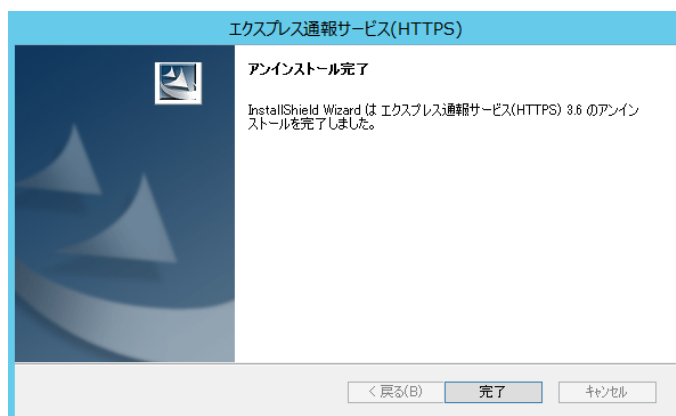 エクスプレス通報サービス(HTTPS)
アンインストール完了
InstallShield Wizard は エクスプレス通報サービス(HTTPS) 3.6 のアンイン
ストールを完了しました。
< 戻る(B)
完了
キャンセル